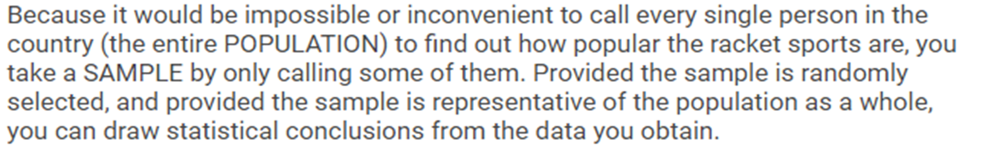 Because it would be impossible or inconvenient to call every single person in the
country (the entire POPULATION) to find out how popular the racket sports are, you
take a SAMPLE by only calling some of them. Provided the sample is randomly
selected, and provided the sample is representative of the population as a whole,
you can draw statistical conclusions from the data you obtain.